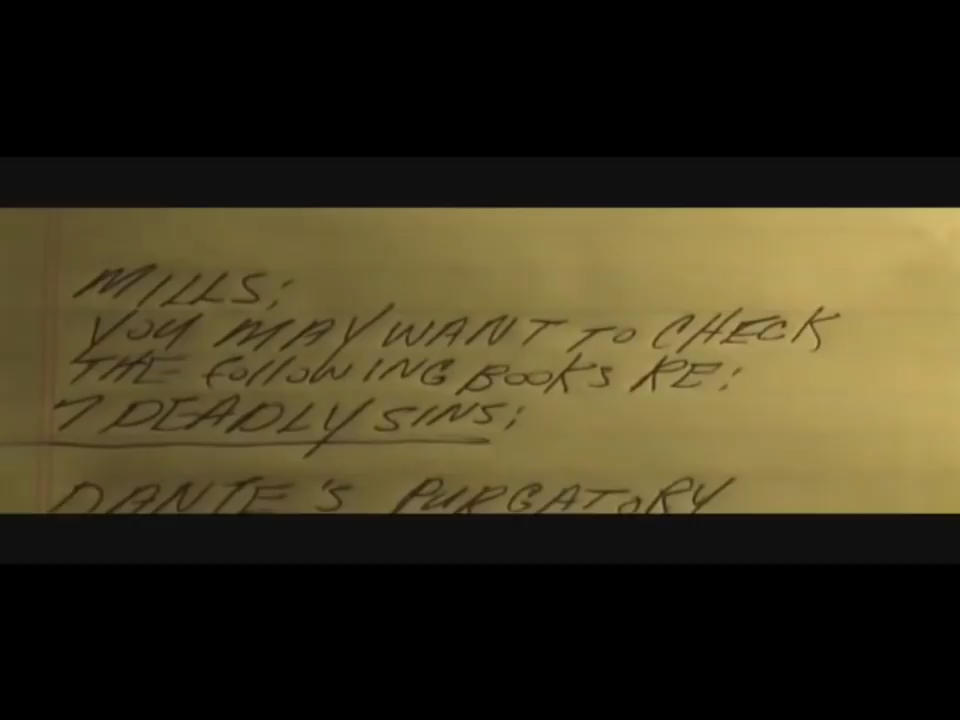 MILLS;
YOU MAY WANT TO CHECK
THE following BOOKS RE:
7 DEADLY SINS;
DANTE'S PURGATORY